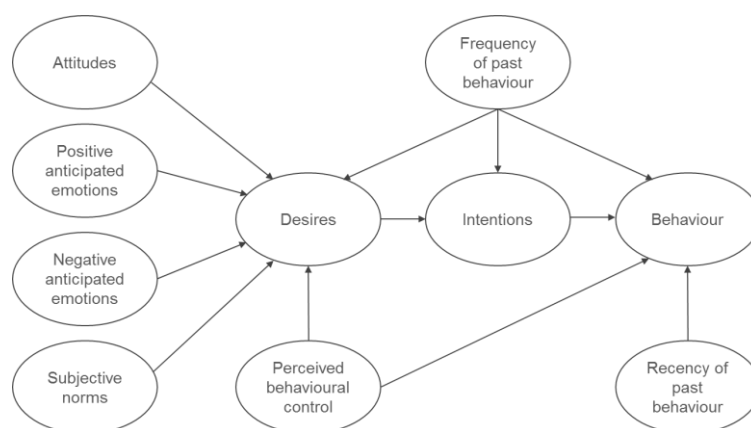 Attitudes
Frequency
of past
behaviour
Positive
anticipated
emotions
Desires
Intentions
Behaviour
Negative
anticipated
emotions
Subjective
norms
Perceived
behavioural
control
Recency of
past
behaviour